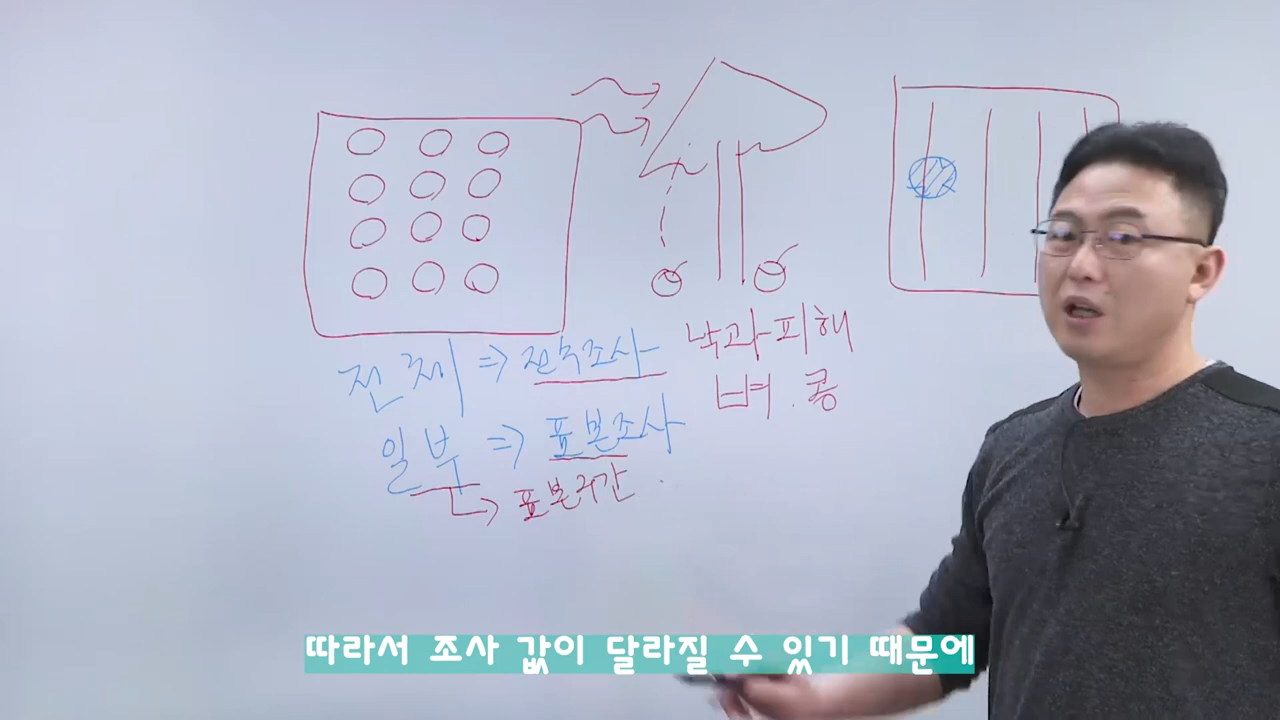 전체 ⇒ 전수조사
일부 ⇒ 표본조사
표본구간
낙과피해
벼. 콩
따라서 조사 값이 달라질 수 있기 때문에